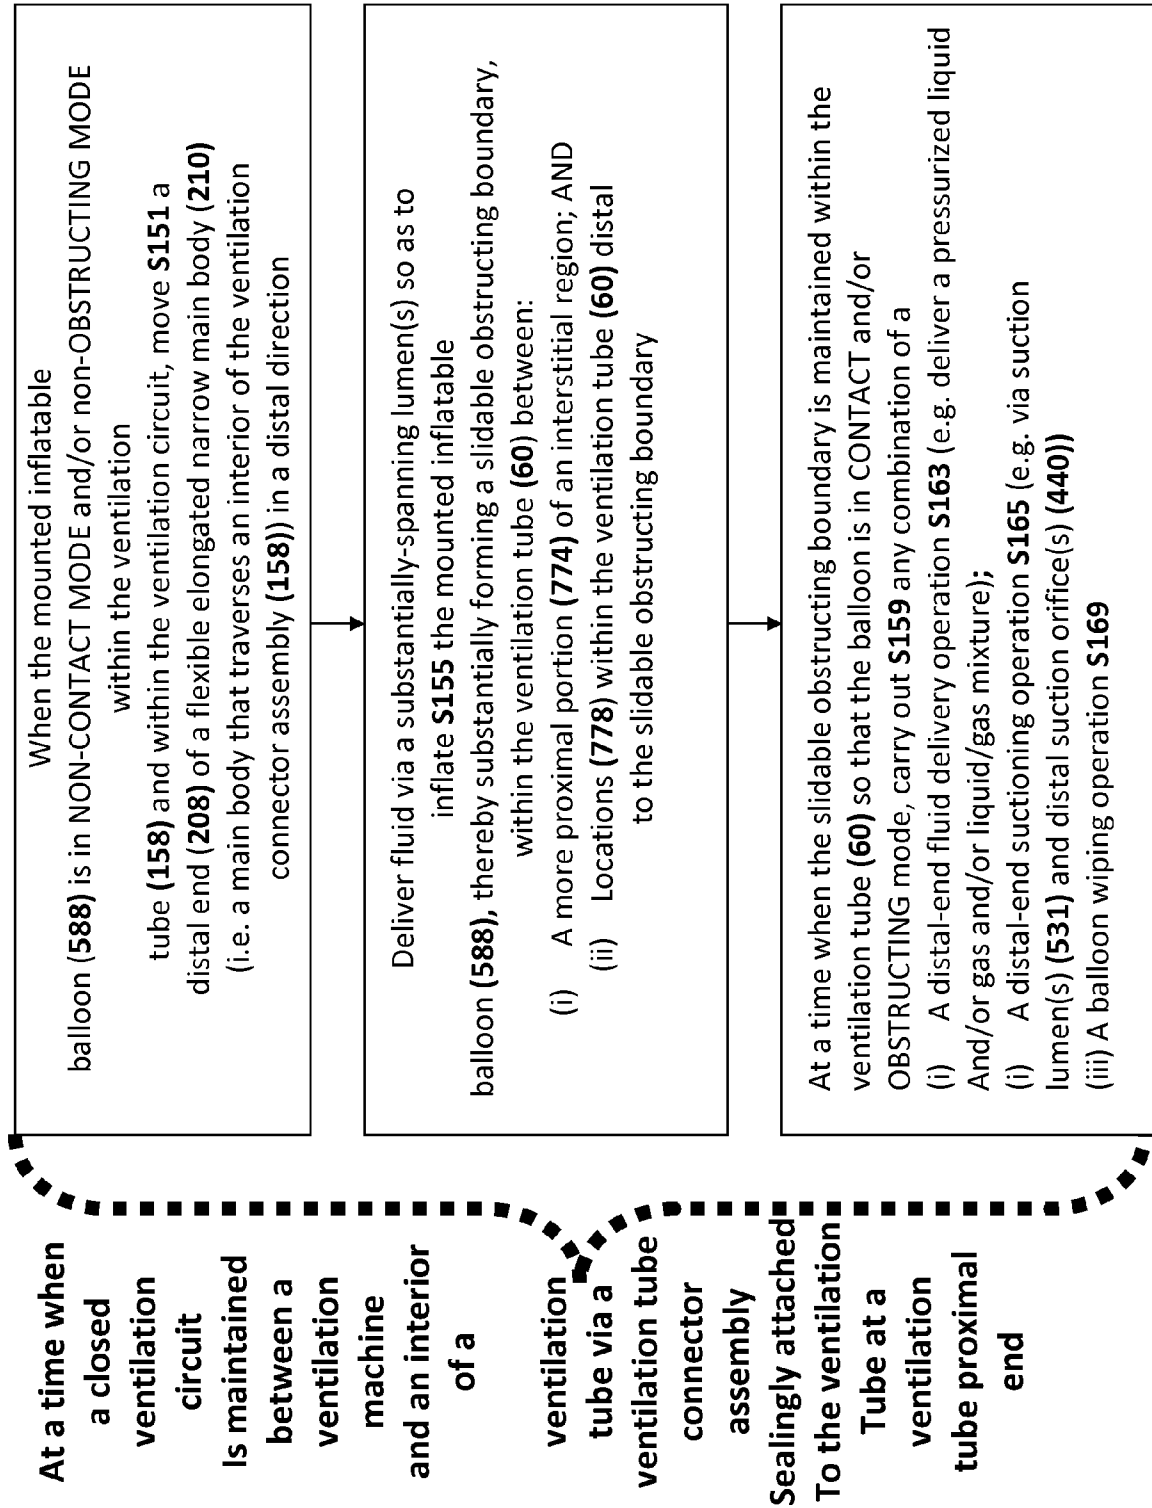 At a time when
a closed
ventilation
circuit
Is maintained
between a
ventilation
machine
and an interior
of a
ventilation
tube via a
ventilation tube
connector
assembly
Sealingly attached
To the ventilation
Tube at a
ventilation
tube proximal
end
When the mounted inflatable
balloon (588) is in NON-CONTACT MODE and/or non-OBSTRUCTING MODE
within the ventilation
tube (158) and within the ventilation circuit, move S151 a
distal end (208) of a flexible elongated narrow main body (210)
(i.e. a main body that traverses an interior of the ventilation
connector assembly (158)) in a distal direction
Deliver fluid via a substantially-spanning lumen(s) so as to
inflate S155 the mounted inflatable
balloon (588), thereby substantially forming a slidable obstructing boundary,
within the ventilation tube (60) between:
(i) A more proximal portion (774) of an interstitial region; AND
(ii) Locations (778) within the ventilation tube (60) distal
to the slidable obstructing boundary
At a time when the slidable obstructing boundary is maintained within the
ventilation tube (60) so that the balloon is in CONTACT and/or
OBSTRUCTING mode, carry out S159 any combination of a
(i) A distal-end fluid delivery operation S163 (e.g. deliver a pressurized liquid
And/or gas and/or liquid/gas mixture);
(i) A distal-end suctioning operation S165 (e.g. via suction
lumen(s) (531) and distal suction orifice(s) (440))
(iii) A balloon wiping operation S169